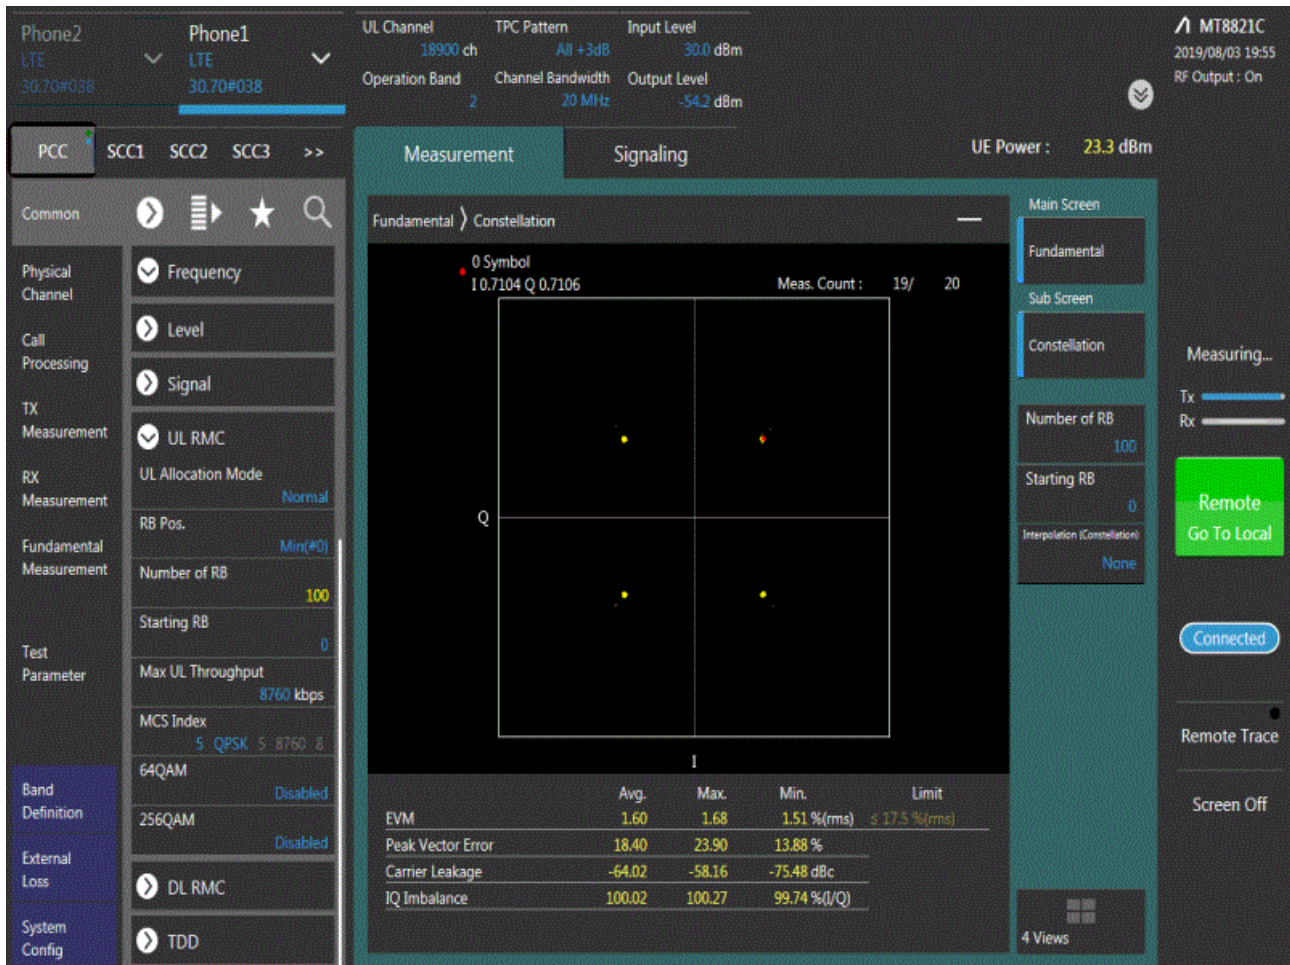 Phone2
LTE
30.70#038
Phone1
LTE
30.70#038
UL Channel
18900 ch
TPC Pattern
All +3dB
Input Level
30.0 dBm
Operation Band
2
Channel Bandwidth
20 MHz
Output Level
-54.2 dBm
MT8821C
2019/08/03 19:55
RF Output : On
PCC SCC1 SCC2 SCC3 >>
Measurement
Signaling
UE Power : 23.3 dBm
Common
Physical
Channel
Call
Processing
TX
Measurement
RX
Measurement
Fundamental
Measurement
Test
Parameter
Band
Definition
External
Loss
System
Config
Frequency
Level
Signal
UL RMC
UL Allocation Mode
Normal
RB Pos.
Min(#0)
Number of RB
100
Starting RB
0
Max UL Throughput
8760 kbps
MCS Index
5 QPSK 5 8760 8
64QAM
Disabled
256QAM
Disabled
DL RMC
TDD
Fundamental 〉 Constellation
0 Symbol
I 0.7104 Q 0.7106
Meas. Count : 19/ 20
Q
I
Avg. Max. Min. Limit
EVM 1.60 1.68 1.51 %(rms) ≤ 17.5 %(rms)
Peak Vector Error 18.40 23.90 13.88 %
Carrier Leakage -64.02 -58.16 -75.48 dBc
IQ Imbalance 100.02 100.27 99.74 %(I/Q)
Main Screen
Fundamental
Sub Screen
Constellation
Number of RB
100
Starting RB
0
Interpolation (Constellation)
None
4 Views
Measuring...
Tx
Rx
Remote
Go To Local
Connected
Remote Trace
Screen Off